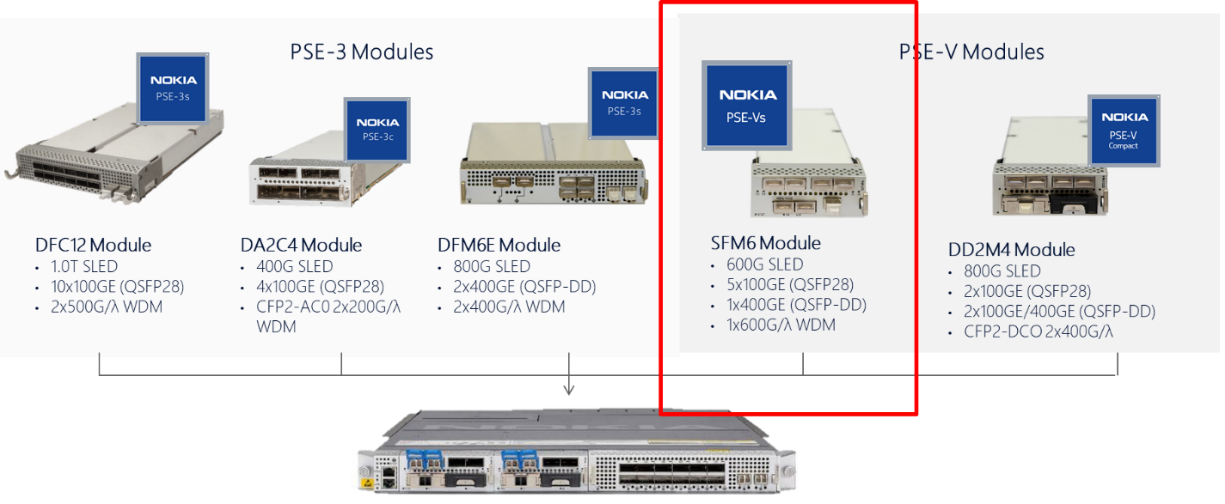 PSE-3 Modules
PSE-V Modules
NOKIA
PSE-3s
NOKIA
PSE-3c
NOKIA
PSE-3s
NOKIA
PSE-Vs
NOKIA
PSE-V
Compact
DFC12 Module
• 1.0T SLED
• 10x100GE (QSFP28)
• 2x500G/λ WDM
DA2C4 Module
• 400G SLED
• 4x100GE (QSFP28)
• CFP2-AC0 2x200G/λ
WDM
DFM6E Module
• 800G SLED
• 2x400GE (QSFP-DD)
• 2x400G/λ WDM
SFM6 Module
• 600G SLED
• 5x100GE (QSFP28)
• 1x400GE (QSFP-DD)
• 1x600G/λ WDM
DD2M4 Module
• 800G SLED
• 2x100GE (QSFP28)
• 2x100GE/400GE (QSFP-DD)
• CFP2-DCO 2x400G/λ
NOKIA